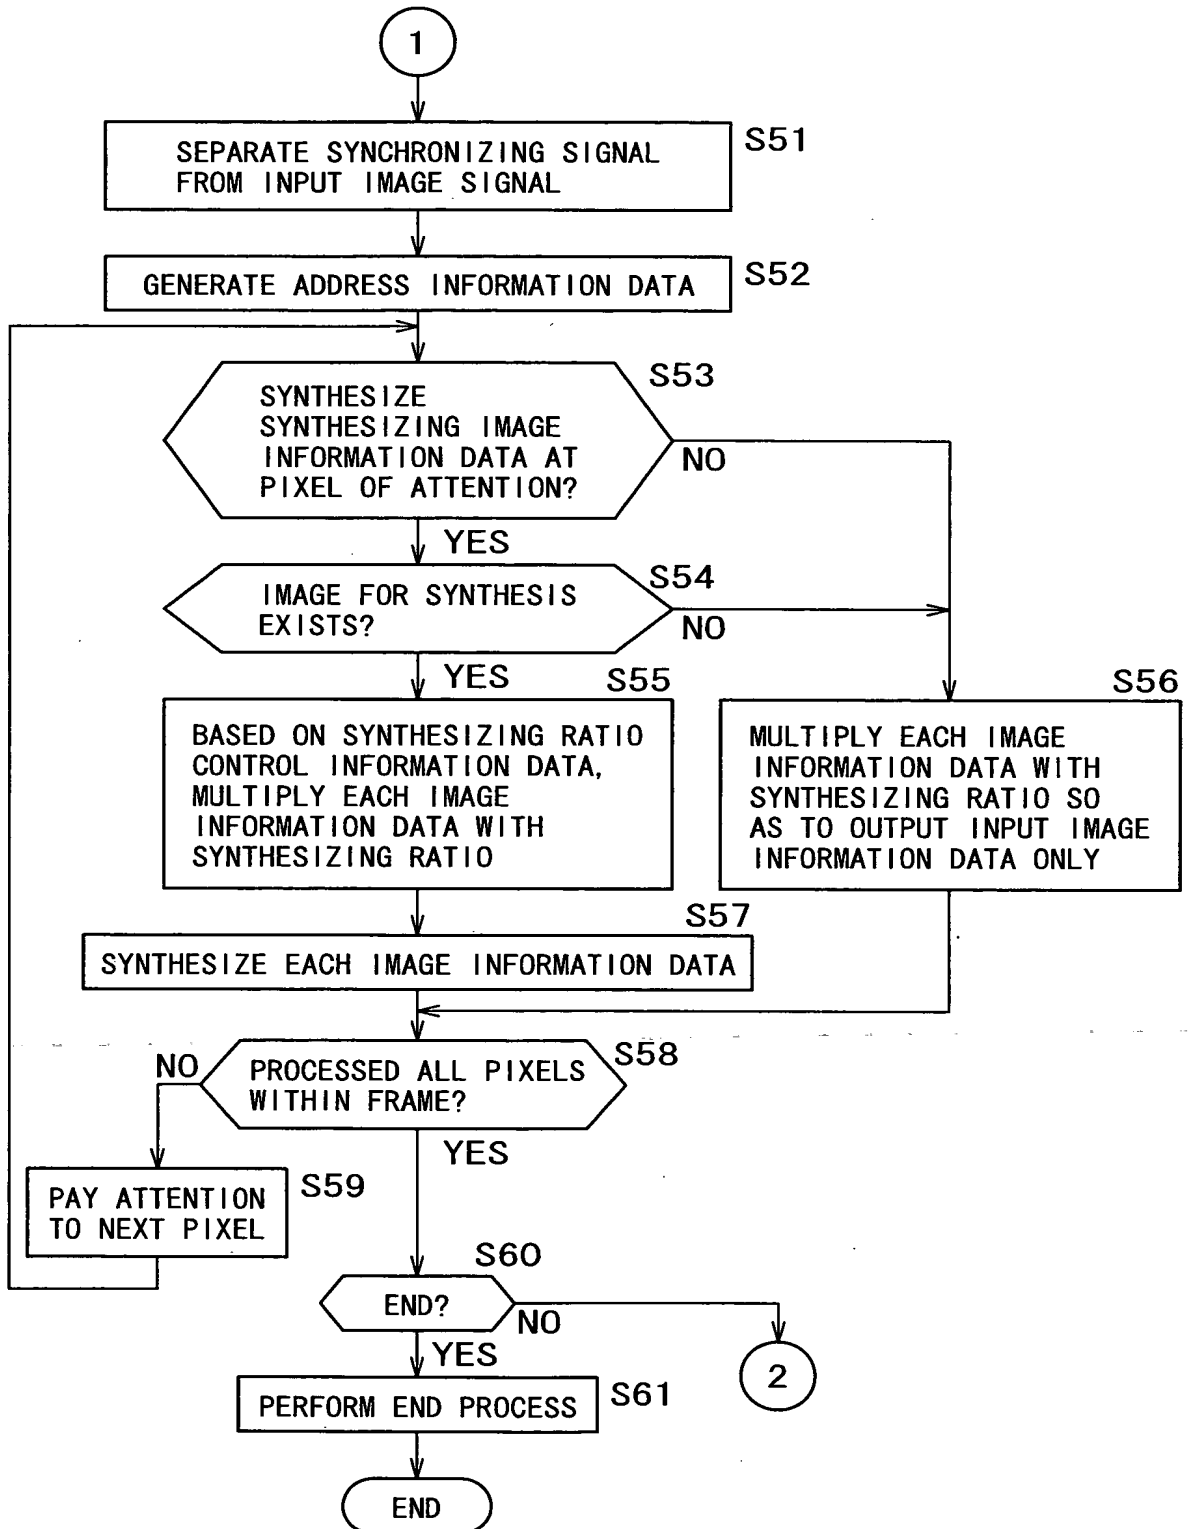 1
S51
SEPARATE SYNCHRONIZING SIGNAL
FROM INPUT IMAGE SIGNAL
S52
GENERATE ADDRESS INFORMATION DATA
S53
SYNTHESIZE
SYNTHESIZING IMAGE
INFORMATION DATA AT
PIXEL OF ATTENTION?
NO
YES
S54
IMAGE FOR SYNTHESIS
EXISTS?
NO
YES
S55
BASED ON SYNTHESIZING RATIO
CONTROL INFORMATION DATA,
MULTIPLY EACH IMAGE
INFORMATION DATA WITH
SYNTHESIZING RATIO
S56
MULTIPLY EACH IMAGE
INFORMATION DATA WITH
SYNTHESIZING RATIO SO
AS TO OUTPUT INPUT IMAGE
INFORMATION DATA ONLY
S57
SYNTHESIZE EACH IMAGE INFORMATION DATA
S58
PROCESSED ALL PIXELS
WITHIN FRAME?
NO
YES
S59
PAY ATTENTION
TO NEXT PIXEL
S60
END?
NO
YES
2
S61
PERFORM END PROCESS
END